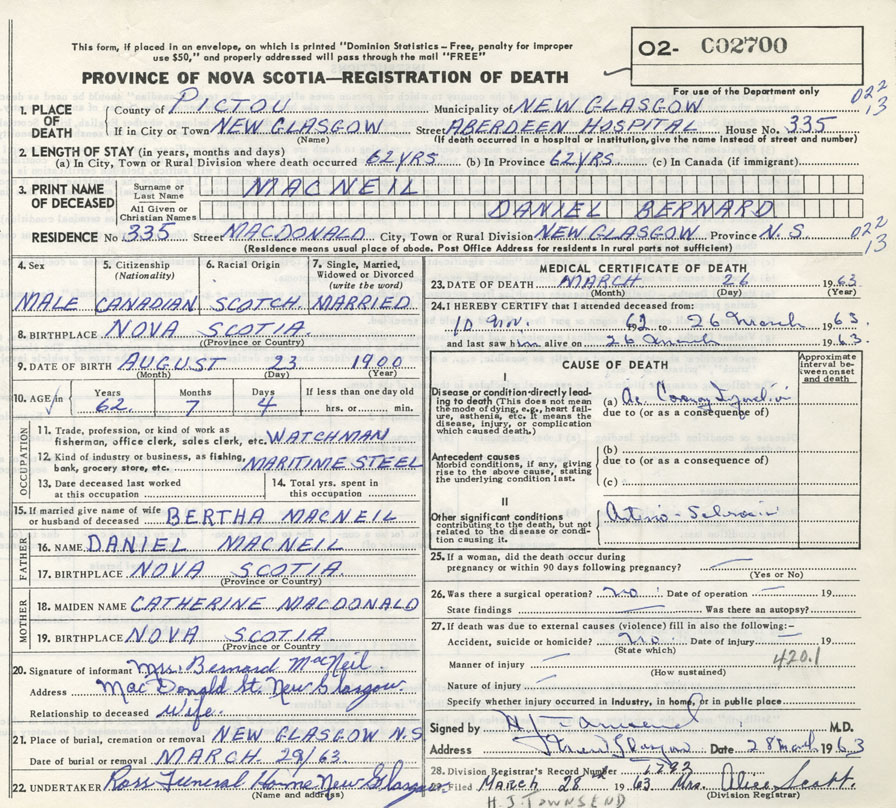 This form, if placed in an envelope, on which is printed "Dominion Statistics – Free, penalty for improper
use $50," and properly addressed will pass through the mail "FREE"
O2- C02700
PROVINCE OF NOVA SCOTIA—REGISTRATION OF DEATH
For use of the Department only
022
13
1. PLACE OF DEATH County of PICTOU Municipality of NEW GLASGOW
If in City or Town NEW GLASGOW Street ABERDEEN HOSPITAL House No. 335
(Name) (If death occurred in a hospital or institution, give the name instead of street and number)
2. LENGTH OF STAY (in years, months and days)
(a) In City, Town or Rural Division where death occurred 62 YRS (b) In Province 62 YRS. (c) In Canada (if immigrant)
3. PRINT NAME OF DECEASED Surname or Last Name MACNEIL
All Given or Christian Names DANIEL BERNARD
RESIDENCE No 335 Street MACDONALD City, Town or Rural Division NEW GLASGOW Province N.S. 022
13
(Residence means usual place of abode. Post Office Address for residents in rural parts not sufficient)
4. Sex 5. Citizenship (Nationality) 6. Racial Origin 7. Single, Married, Widowed or Divorced (write the word)
MALE CANADIAN SCOTCH MARRIED
8. BIRTHPLACE NOVA SCOTIA
(Province or Country)
9. DATE OF BIRTH AUGUST 23 1900
(Month) (Day) (Year)
10. AGE in Years Months Days If less than one day old
62 7 4 hrs. or min.
OCCUPATION
11. Trade, profession, or kind of work as
fisherman, office clerk, sales clerk, etc. WATCHMAN
12. Kind of industry or business, as fishing,
bank, grocery store, etc. MARITIME STEEL
13. Date deceased last worked at this occupation 14. Total yrs. spent in this occupation
15. If married give name of wife
or husband of deceased BERTHA MACNEIL
FATHER
16. NAME DANIEL MACNEIL
17. BIRTHPLACE NOVA SCOTIA
(Province or Country)
MOTHER
18. MAIDEN NAME CATHERINE MACDONALD
19. BIRTHPLACE NOVA SCOTIA
(Province or Country)
20. Signature of informant Mrs. Bernard MacNeil
Address MacDonald St. New Glasgow
Relationship to deceased Wife
21. Place of burial, cremation or removal NEW GLASGOW N.S
Date of burial or removal MARCH 29/63
22. UNDERTAKER Ross Funeral Home New Glasgow
(Name and address)
MEDICAL CERTIFICATE OF DEATH
23. DATE OF DEATH MARCH 26 1963
(Month) (Day) (Year)
24. I HEREBY CERTIFY that I attended deceased from:
10 Nov. 62 to 26 March 1963.
and last saw him alive on 26 March 1963.
CAUSE OF DEATH
Approximate interval between onset and death
I
Disease or condition directly leading to death (This does not mean the mode of dying, e.g., heart failure, asthenia, etc. It means the disease, injury, or complication which caused death.)
(a) Ac.
due to (or as a consequence of)
Antecedent causes
Morbid conditions, if any, giving rise to the above cause, stating the underlying condition last.
(b)
due to (or as a consequence of)
(c)
II
Other significant conditions
contributing to the death, but not related to the disease or condition causing it.
25. If a woman, did the death occur during
pregnancy or within 90 days following pregnancy?
(Yes or No)
26. Was there a surgical operation? no Date of operation 19
State findings Was there an autopsy?
27. If death was due to external causes (violence) fill in also the following:–
Accident, suicide or homicide? no Date of injury 19
(State which) 420.1
Manner of injury
(How sustained)
Nature of injury
Specify whether injury occurred in industry, in home, or in public place
Signed by M.D.
Address Date 28 March 1963
28. Division Registrar's Record Number
Filed March 28th 1963 Mrs. Alice Scott.
(Division Registrar)
H.J. TOWNSEND